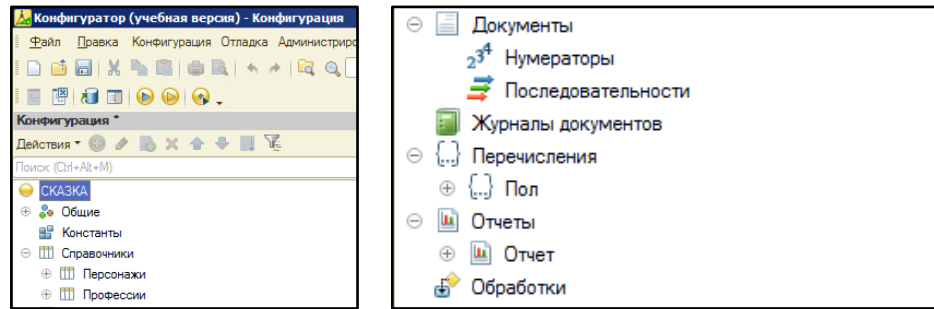 Конфигуратор (учебная версия) - Конфигурация
Файл Правка Конфигурация Отладка Администриро
Конфигурация *
Действия
Поиск (Ctrl+Alt+M)
СКАЗКА
Общие
Константы
Справочники
Персонажи
Профессии
Документы
Нумераторы
Последовательности
Журналы документов
Перечисления
Пол
Отчеты
Отчет
Обработки